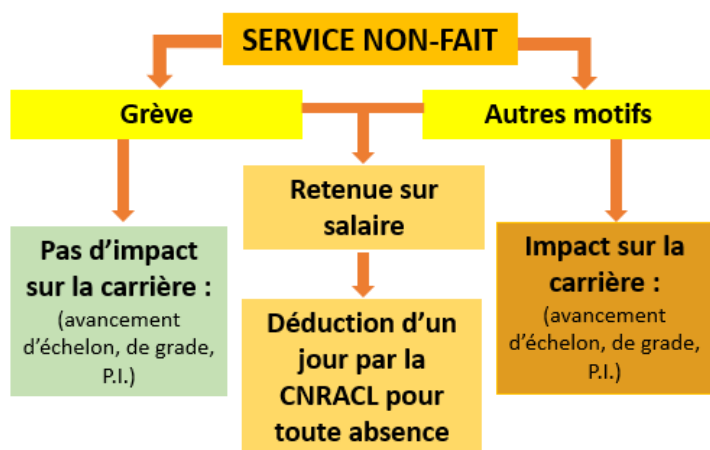 SERVICE NON-FAIT
Grève
Autres motifs
Retenue sur
salaire
Pas d’impact
sur la carrière :
(avancement
d’échelon, de grade,
P.I.)
Impact sur la
carrière :
(avancement
d’échelon, de grade,
P.I.)
Déduction d’un
jour par la
CNRACL pour
toute absence